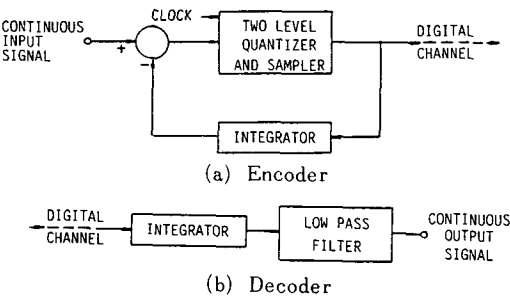 CLOCK
CONTINUOUS
INPUT
SIGNAL
+
−
TWO LEVEL
QUANTIZER
AND SAMPLER
DIGITAL
CHANNEL
INTEGRATOR
(a) Encoder
DIGITAL
CHANNEL
INTEGRATOR
LOW PASS
FILTER
CONTINUOUS
OUTPUT
SIGNAL
(b) Decoder